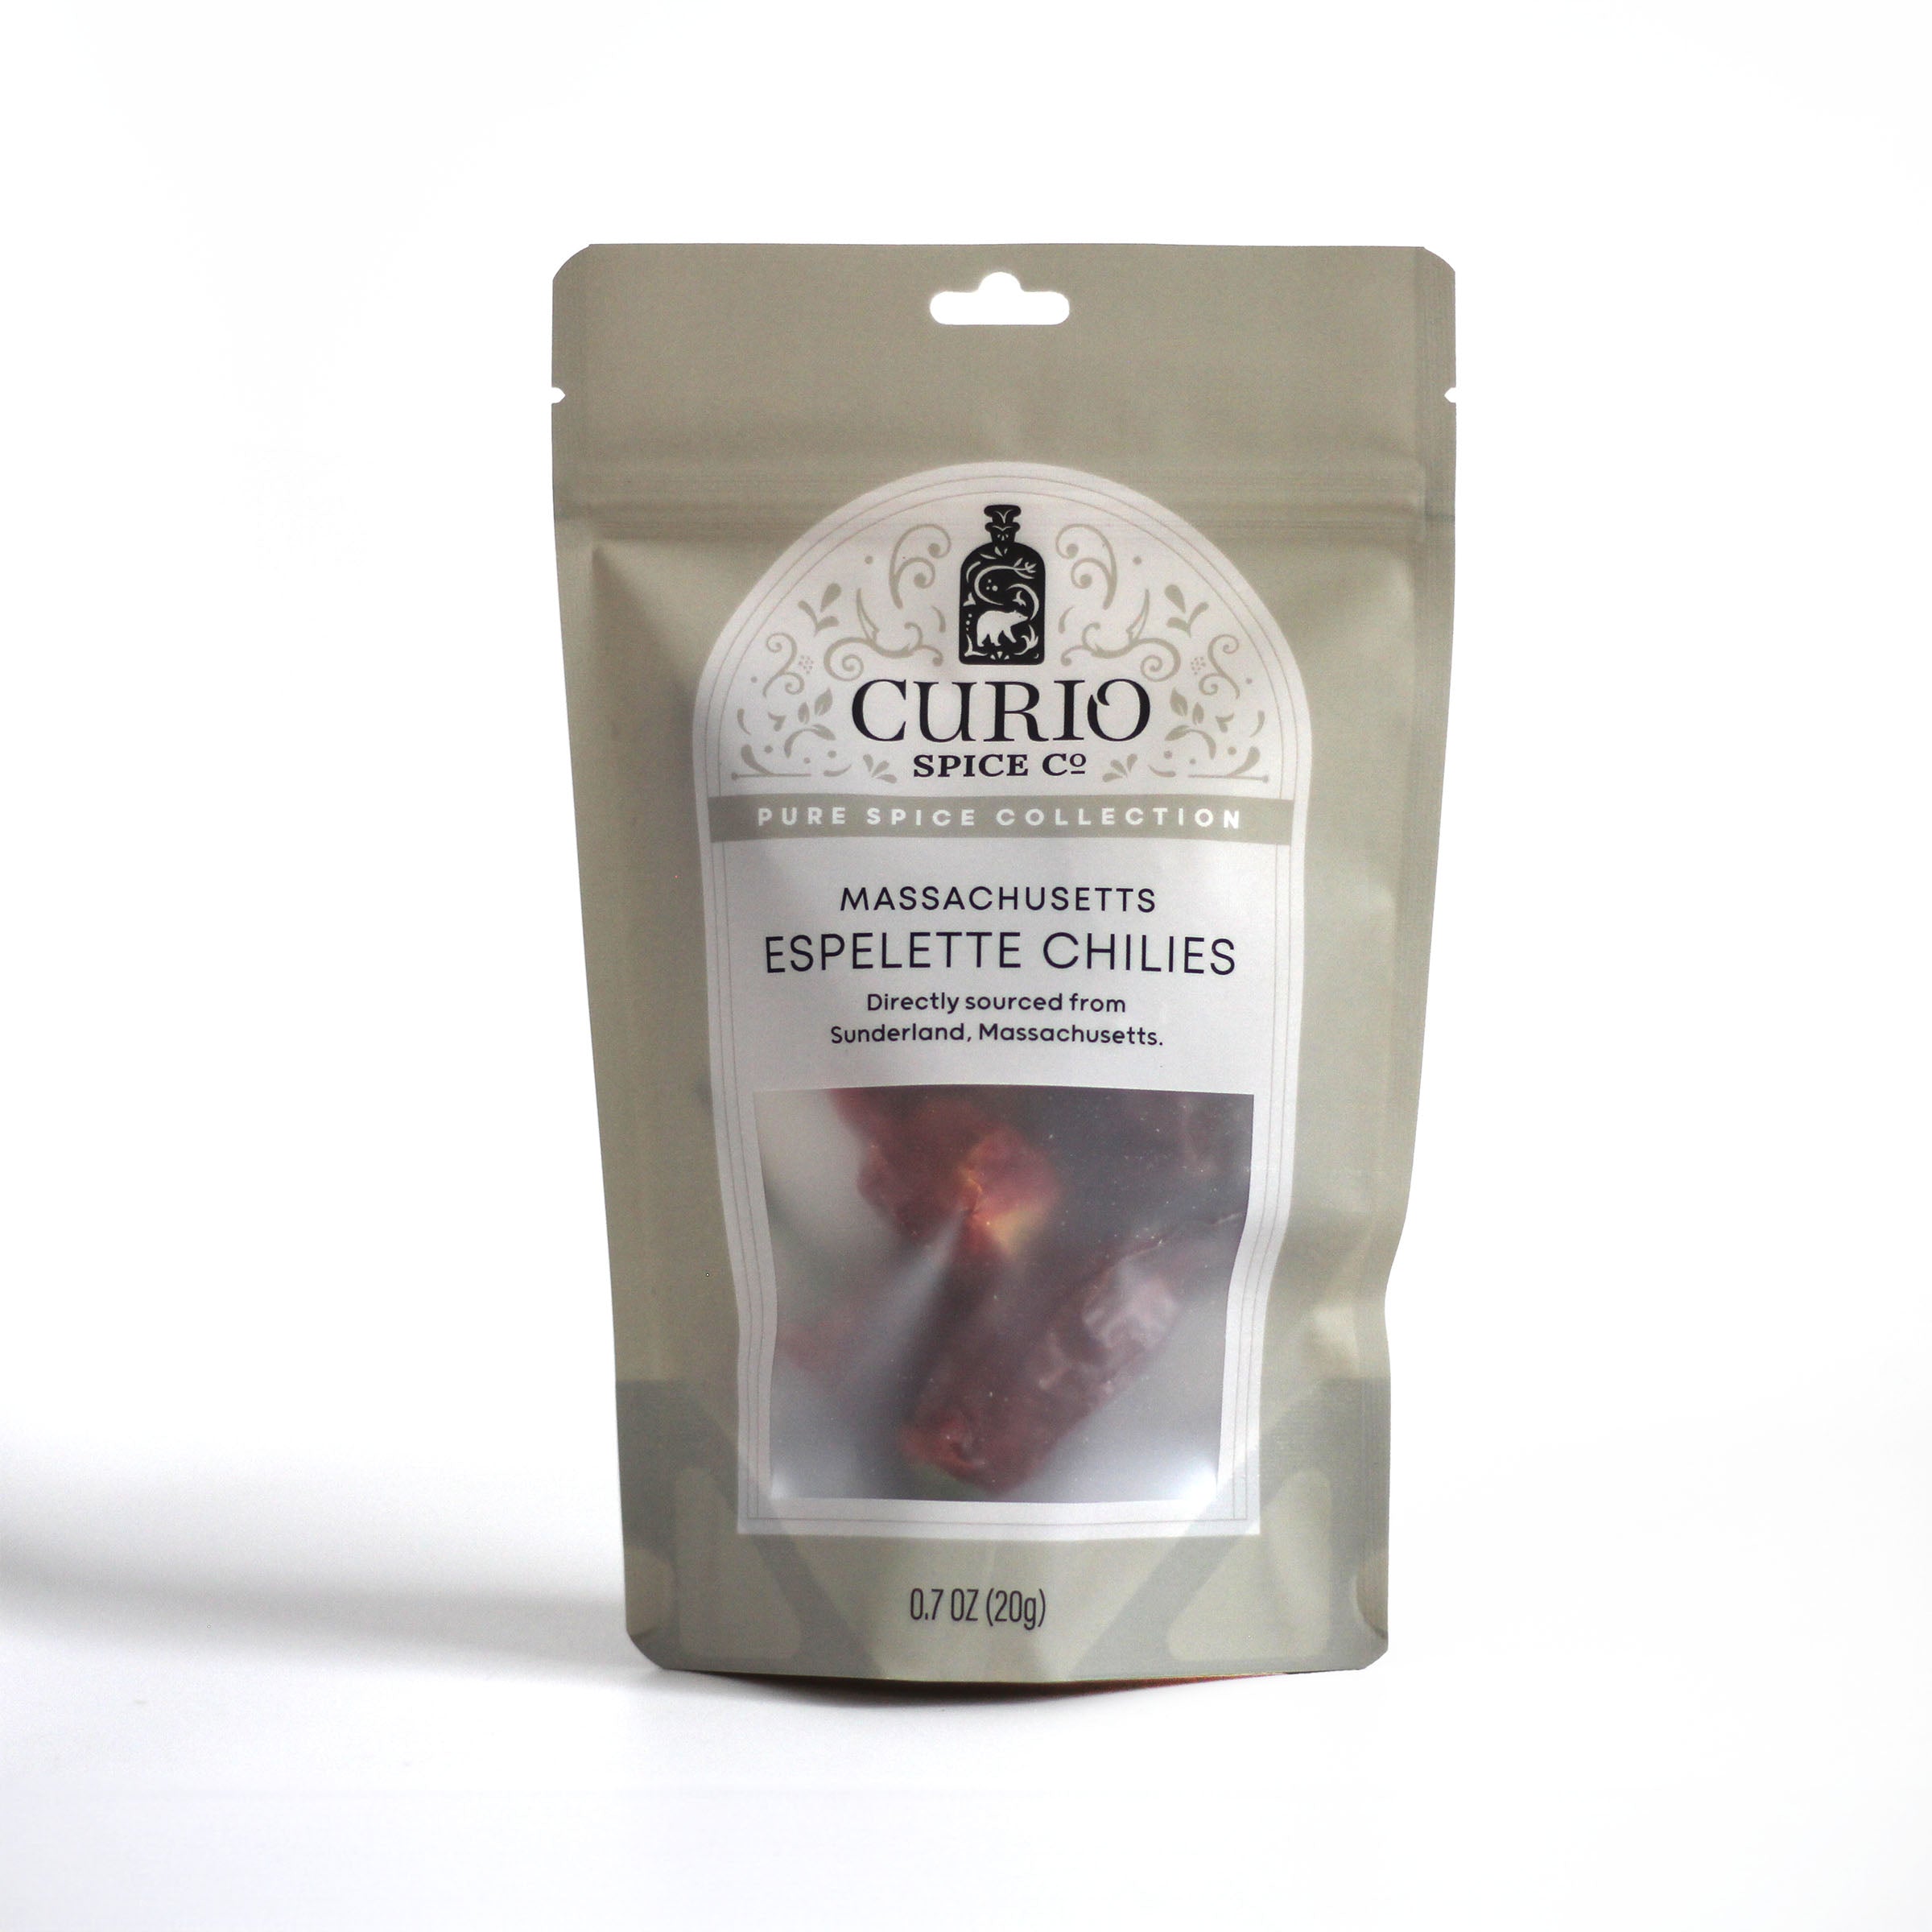 CURIO
SPICE Cº
PURE SPICE COLLECTION
MASSACHUSETTS
ESPELETTE CHILIES
Directly sourced from
Sunderland, Massachusetts.
0.7 OZ (20g)